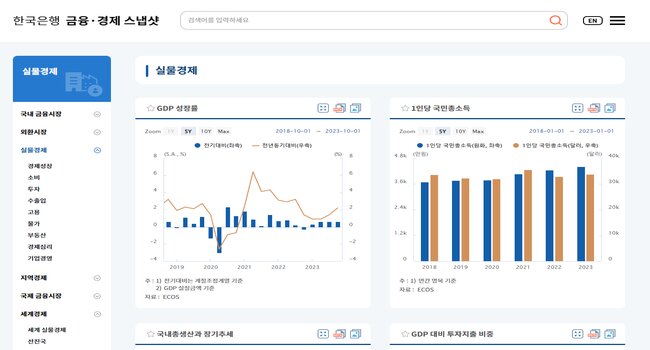 한국은행 금융·경제 스냅샷
검색어를 입력하세요
EN
실물경제
국내 금융시장
외환시장
실물경제
경제성장
소비
투자
수출입
고용
물가
부동산
경제심리
기업경영
지역경제
국제 금융시장
세계경제
세계 실물경제
선진국
실물경제
GDP 성장률
Zoom 1Y 5Y 10Y Max 2018-10-01 → 2023-10-01
전기대비(좌축) 전년동기대비(우축)
(S.A., %) (%)
8 8
6 6
4 4
2 2
0 0
−2 −2
−4 −4
2019 2020 2021 2022 2023
주 : 1) 전기대비는 계절조정계열 기준
2) GDP 실질금액 기준
자료 : ECOS
1인당 국민총소득
Zoom 1Y 5Y 10Y Max 2018-01-01 → 2023-01-01
1인당 국민총소득(원화, 좌축) 1인당 국민총소득(달러, 우축)
(만원) (달러)
4.8k 40k
3.6k 30k
2.4k 20k
1.2k 10k
0 0
2018 2019 2020 2021 2022 2023
주 : 1) 연간 명목 기준
자료 : ECOS
국내총생산과 장기추세
GDP 대비 투자지출 비중